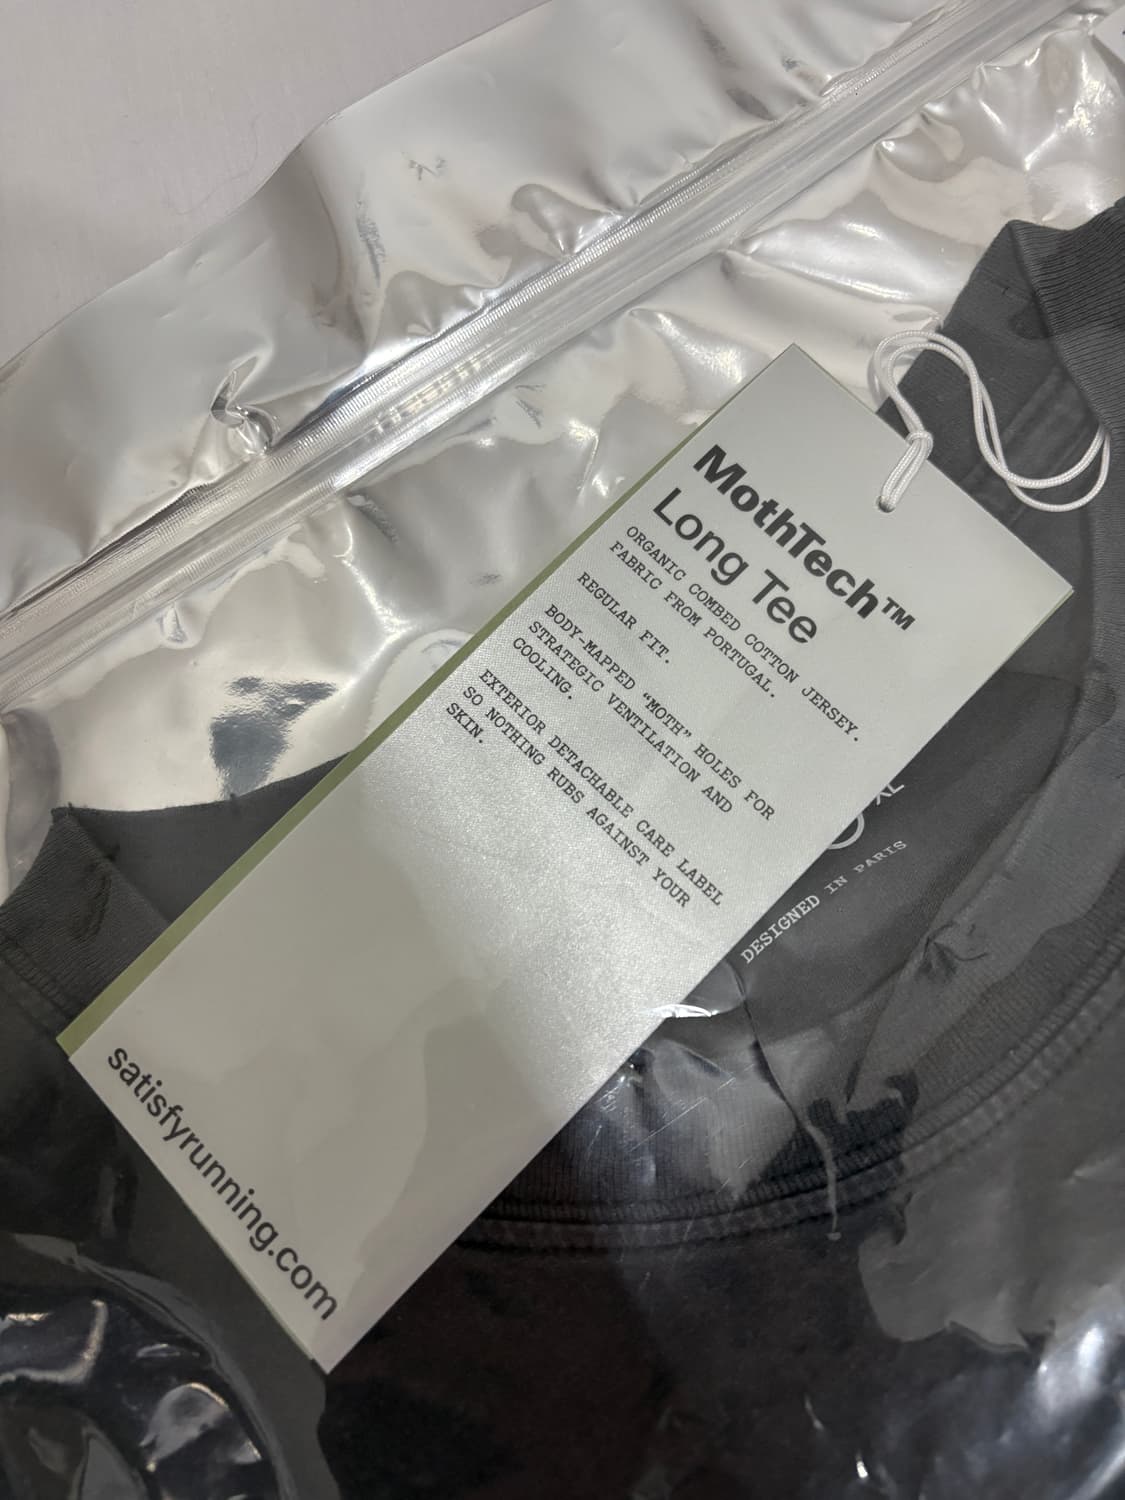 MothTech™
Long Tee
ORGANIC COMBED COTTON JERSEY.
FABRIC FROM PORTUGAL.
REGULAR FIT.
BODY-MAPPED “MOTH” HOLES FOR
STRATEGIC VENTILATION AND
COOLING.
EXTERIOR DETACHABLE CARE LABEL
SO NOTHING RUBS AGAINST YOUR
SKIN.
satisfyrunning.com
XL
DESIGNED IN PARIS